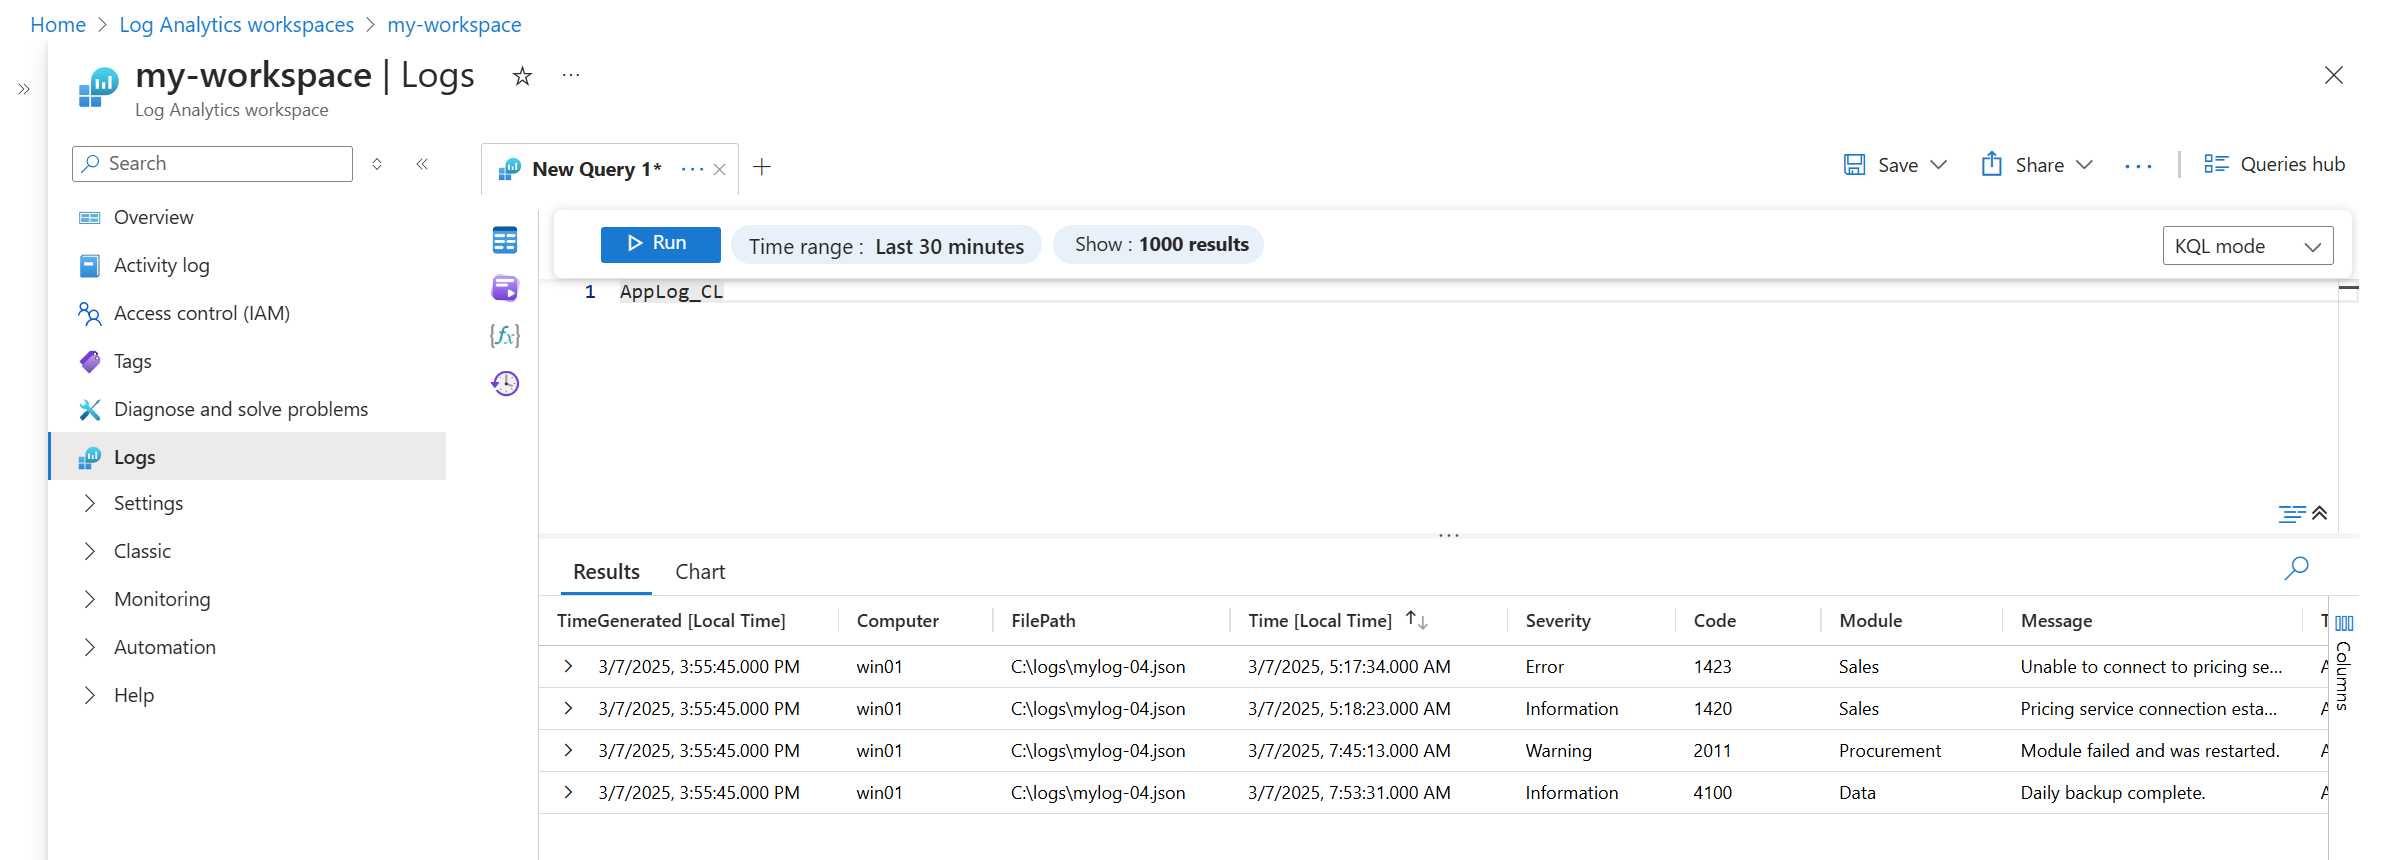 Home > Log Analytics workspaces > my-workspace
my-workspace | Logs
Log Analytics workspace
Search
Overview
Activity log
Access control (IAM)
Tags
Diagnose and solve problems
Logs
Settings
Classic
Monitoring
Automation
Help
New Query 1*
Save
Share
Queries hub
Run
Time range : Last 30 minutes
Show : 1000 results
KQL mode
1 AppLog_CL
{fx}
Results Chart
TimeGenerated [Local Time] Computer FilePath Time [Local Time] Severity Code Module Message
3/7/2025, 3:55:45.000 PM win01 C:\logs\mylog-04.json 3/7/2025, 5:17:34.000 AM Error 1423 Sales Unable to connect to pricing se...
3/7/2025, 3:55:45.000 PM win01 C:\logs\mylog-04.json 3/7/2025, 5:18:23.000 AM Information 1420 Sales Pricing service connection esta...
3/7/2025, 3:55:45.000 PM win01 C:\logs\mylog-04.json 3/7/2025, 7:45:13.000 AM Warning 2011 Procurement Module failed and was restarted.
3/7/2025, 3:55:45.000 PM win01 C:\logs\mylog-04.json 3/7/2025, 7:53:31.000 AM Information 4100 Data Daily backup complete.
Columns